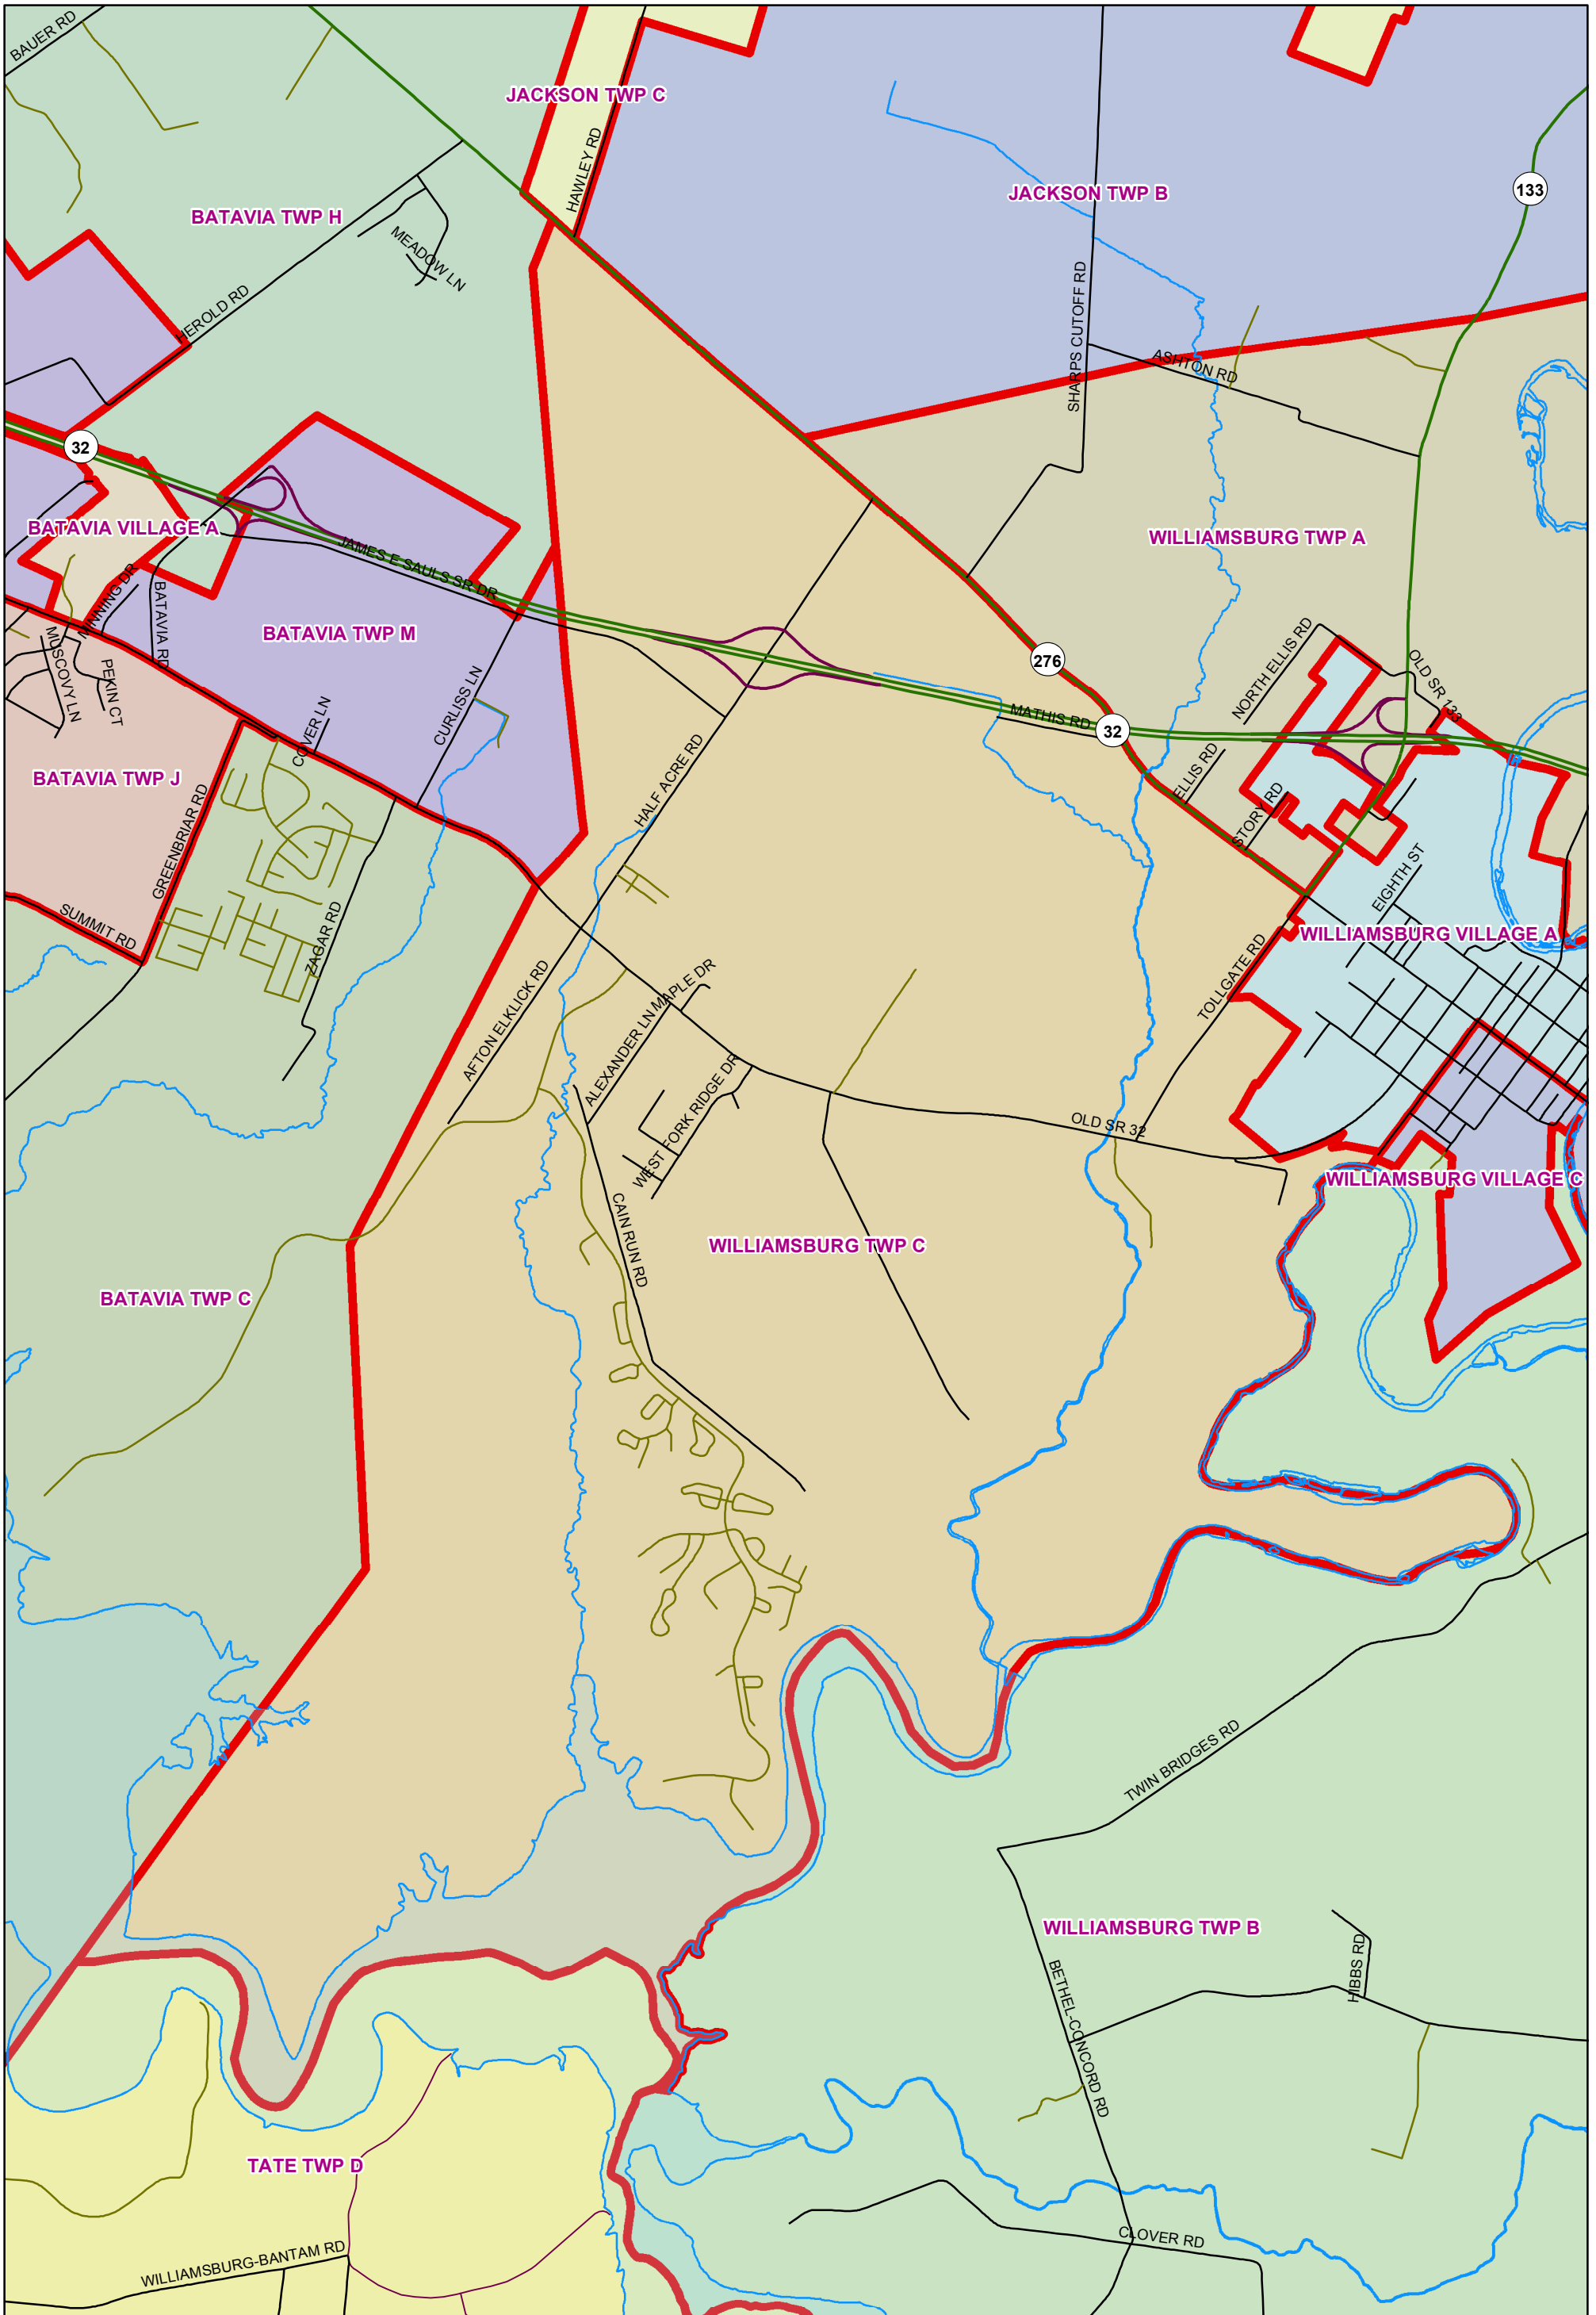 BAUER RD
JACKSON TWP C
HAWLEY RD
JACKSON TWP B
133
BATAVIA TWP H
MEADOW LN
HEROLD RD
SHARPS CUTOFF RD
ASHTON RD
32
BATAVIA VILLAGE A
JAMES E SAULS SR DR
WILLIAMSBURG TWP A
MINNING DR
BATAVIA RD
BATAVIA TWP M
MUSCOVY LN
PEKIN CT
CURLISS LN
COVER LN
276
NORTH ELLIS RD
OLD SR 133
MATHIS RD
32
BATAVIA TWP J
HALF ACRE RD
ELLIS RD
STORY RD
GREENBRIAR RD
EIGHTH ST
SUMMIT RD
ZAGAR RD
WILLIAMSBURG VILLAGE A
TOLLGATE RD
AFTON ELKLICK RD
MAPLE DR
ALEXANDER LN
WEST FORK RIDGE DR
OLD SR 32
WILLIAMSBURG VILLAGE C
CAIN RUN RD
WILLIAMSBURG TWP C
BATAVIA TWP C
TWIN BRIDGES RD
WILLIAMSBURG TWP B
HIBBS RD
BETHEL-CONCORD RD
TATE TWP D
CLOVER RD
WILLIAMSBURG-BANTAM RD